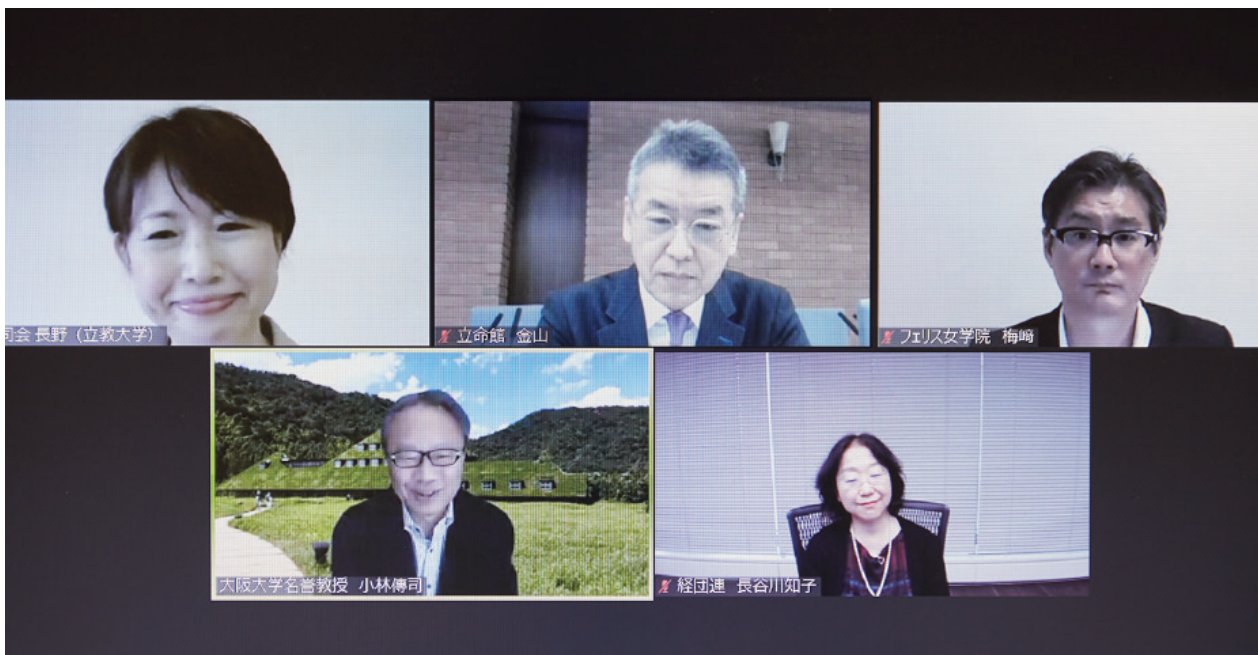 司会 長野（立教大学）
立命館 金山
フェリス女学院 梅﨑
大阪大学名誉教授 小林傳司
経団連 長谷川知子